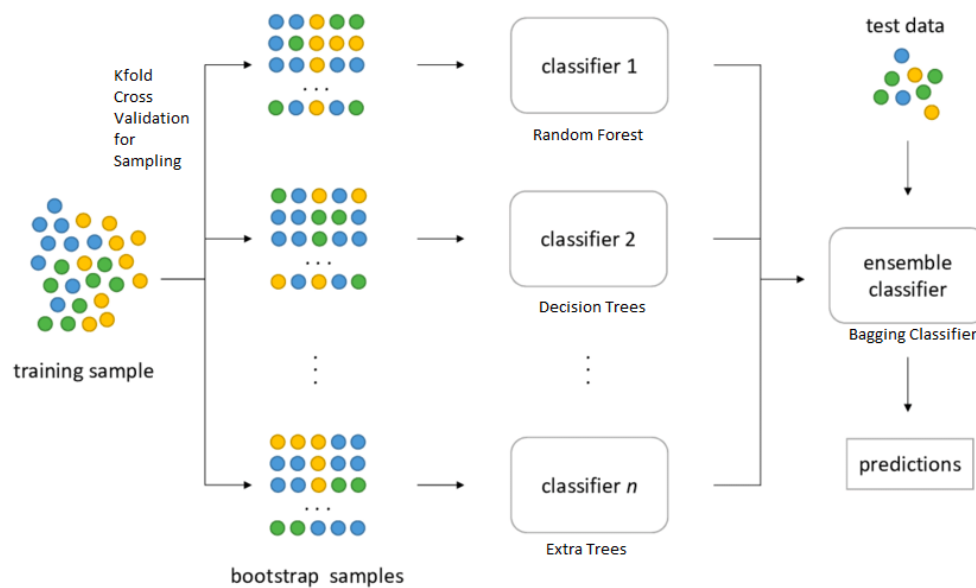 Kfold
Cross
Validation
for
Sampling
training sample
...
...
...
...
bootstrap samples
classifier 1
Random Forest
classifier 2
Decision Trees
...
classifier n
Extra Trees
test data
ensemble
classifier
Bagging Classifier
predictions